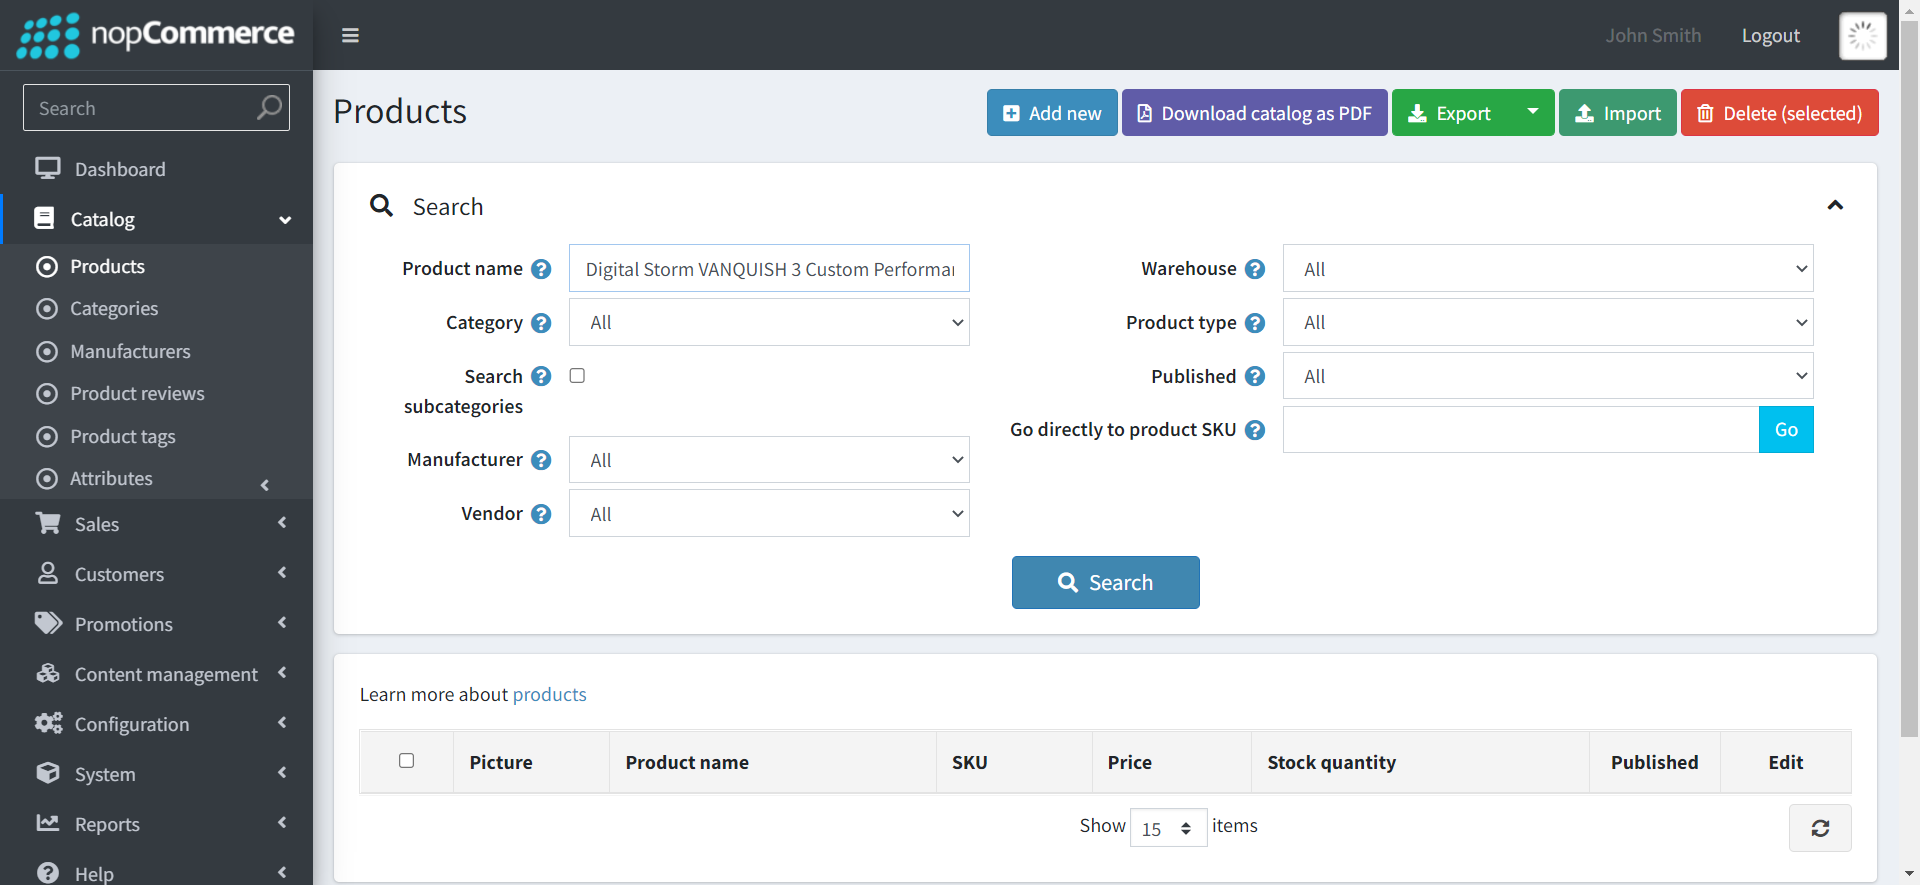 nopCommerce
John Smith
Logout
Search
Dashboard
Catalog
Products
Categories
Manufacturers
Product reviews
Product tags
Attributes
Sales
Customers
Promotions
Content management
Configuration
System
Reports
Help
Products
Add new
Download catalog as PDF
Export
Import
Delete (selected)
Search
Product name
Digital Storm VANQUISH 3 Custom
Category
All
Search
subcategories
Manufacturer
All
Vendor
All
Warehouse
All
Product type
All
Published
All
Go directly to product SKU
Go
Search
Learn more about products
Picture
Product name
SKU
Price
Stock quantity
Published
Edit
Show 15 items